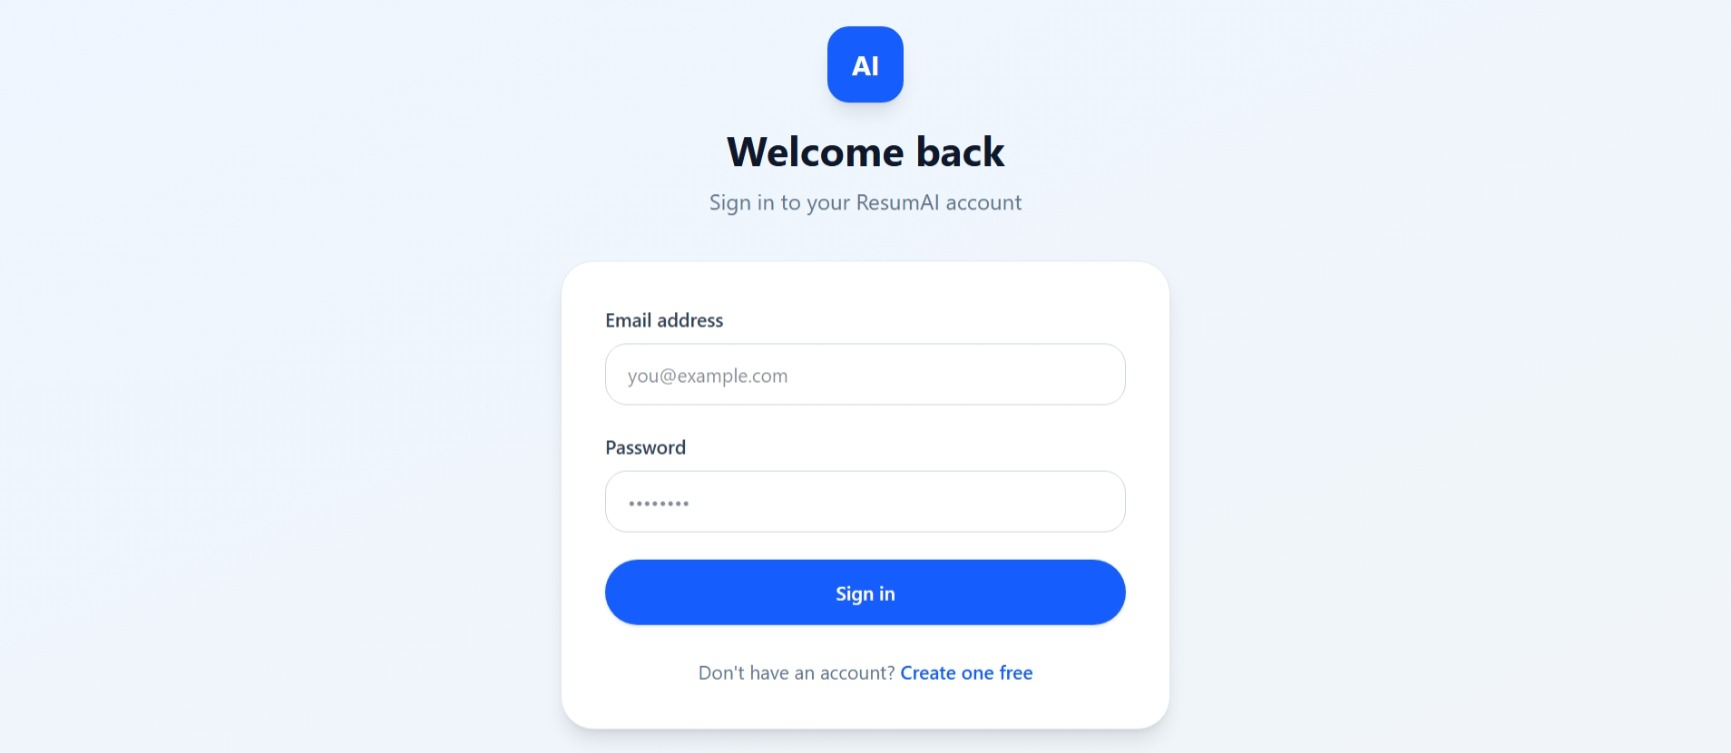 AI
Welcome back
Sign in to your ResumAI account
Email address
you@example.com
Password
••••••••
Sign in
Don't have an account? Create one free